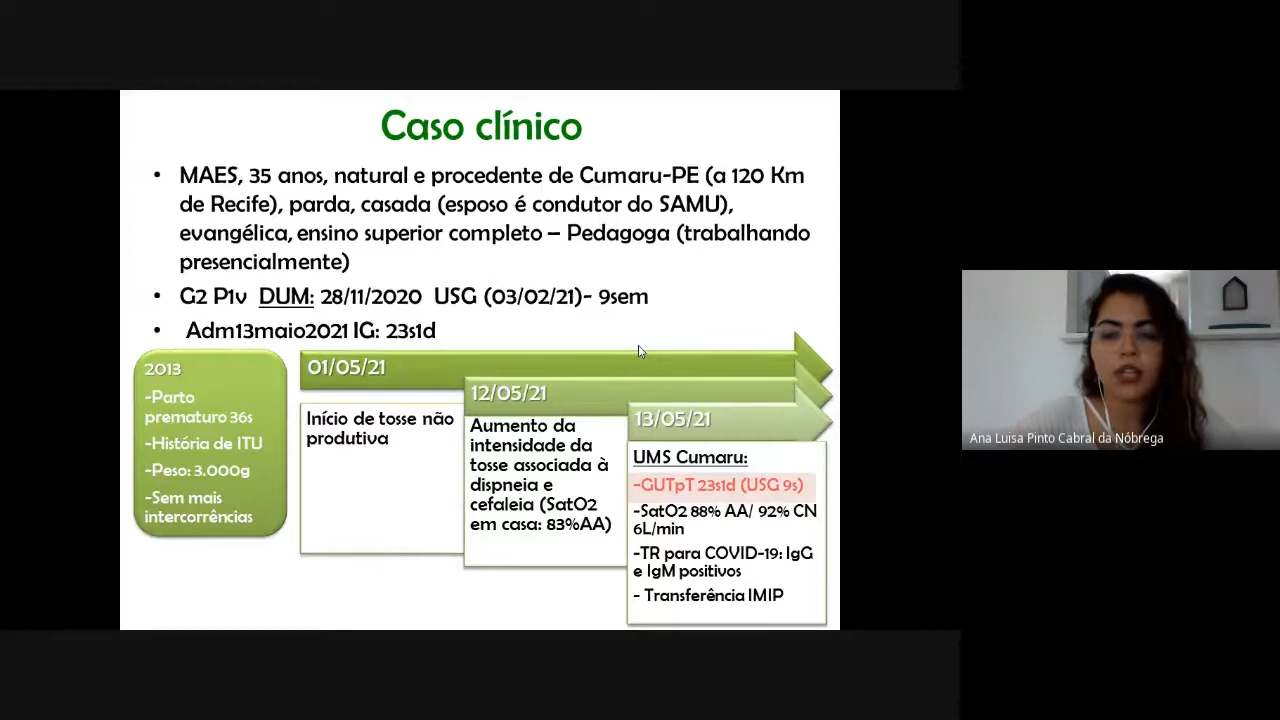 Caso clínico
• MAES, 35 anos, natural e procedente de Cumaru-PE (a 120 Km
de Recife), parda, casada (esposo é condutor do SAMU),
evangélica, ensino superior completo – Pedagoga (trabalhando
presencialmente)
• G2 P1v DUM: 28/11/2020 USG (03/02/21)- 9sem
• Adm13maio2021 IG: 23s1d
2013
-Parto
prematuro 36s
-História de ITU
-Peso: 3.000g
-Sem mais
intercorrências
01/05/21
Início de tosse não
produtiva
12/05/21
Aumento da
intensidade da
tosse associada à
dispneia e
cefaleia (SatO2
em casa: 83%AA)
13/05/21
UMS Cumaru:
-GUTpT 23s1d (USG 9s)
-SatO2 88% AA/ 92% CN
6L/min
-TR para COVID-19: IgG
e IgM positivos
- Transferência IMIP
Ana Luisa Pinto Cabral da Nóbrega